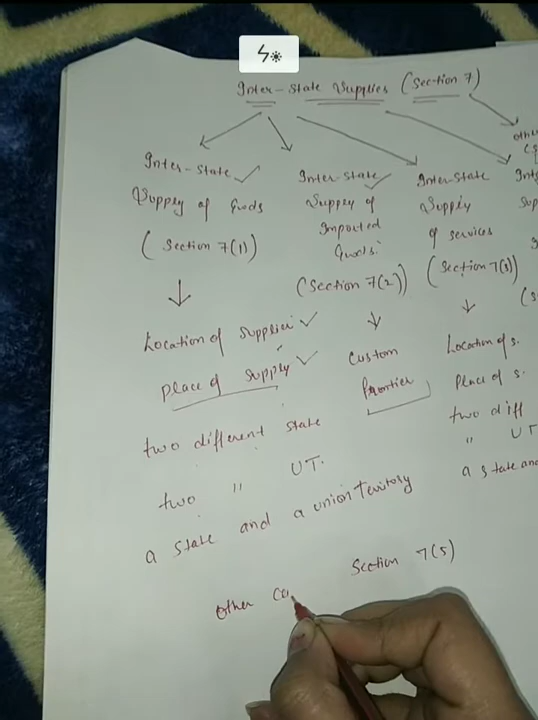 Inter-State Supplies (Section 7)
Inter-State
Supply of Goods
(Section 7(1)
Location of supplier
place of supply
two different state
two " UT.
a state and a union Territory
Inter-State
Supply of
Imported
Goods:
(Section 7(2))
Custom
Frontier
Inter-State
Supply
of services
(Section 7(3)
Location of s.
Place of s.
two diff
" UT
a state and
other
Section 7(5)
Other ca